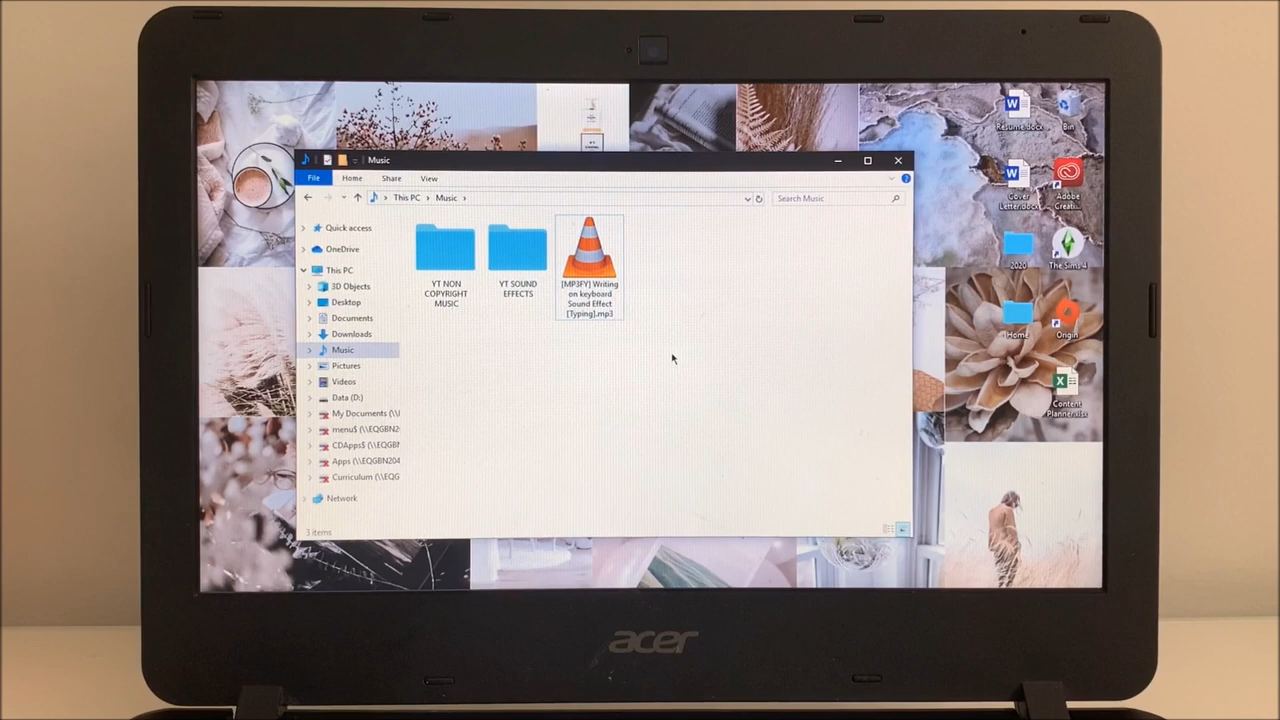 Music
File
Home
Share
View
This PC
Music
Search Music
Quick access
OneDrive
This PC
3D Objects
Desktop
Documents
Downloads
Music
Pictures
Videos
Data (D:)
My Documents (\\
menu$ (\\EQGBN2
CDApps$ (\\EQGBN
Apps (\\EQGBN204
Curriculum (\\EQG
Network
3 items
YT NON
COPYRIGHT
MUSIC
YT SOUND
EFFECTS
[MP3FY] Writing
on keyboard
Sound Effect
[Typing].mp3
Resume.docx
Bin
Cover
Letter.docx
Adobe
Creati...
2020
The Sims 4
Home
Origin
Content
Planner.xlsx
acer